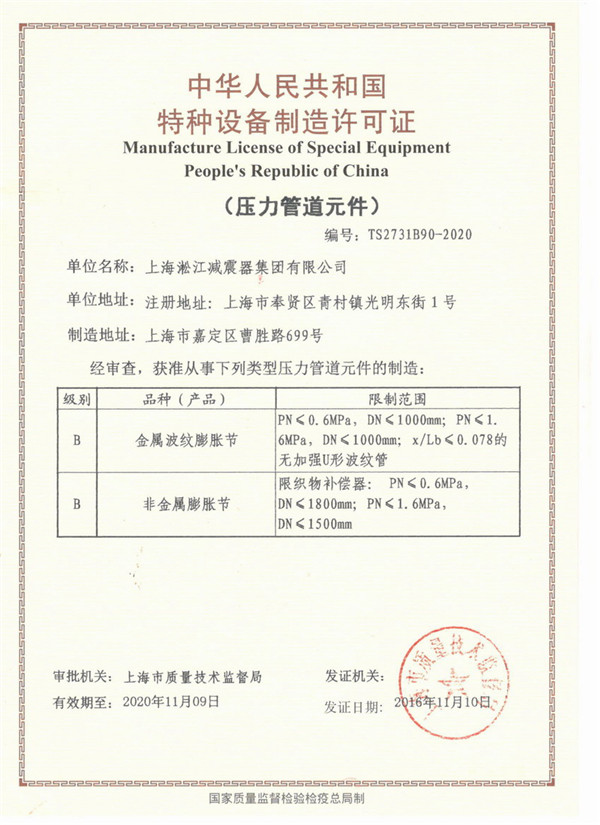 中华人民共和国
特种设备制造许可证
Manufacture License of Special Equipment
People's Republic of China
（压力管道元件）
编号：TS2731B90-2020
单位名称：上海淞江减震器集团有限公司
单位地址：注册地址：上海市奉贤区青村镇光明东街1号
制造地址：上海市嘉定区曹胜路699号
经审查，获准从事下列类型压力管道元件的制造：
级别 品种（产品） 限制范围
B 金属波纹膨胀节 PN≤0.6MPa，DN≤1000mm；PN≤1.
6MPa，DN≤1000mm；x/Lb≤0.078的
无加强U形波纹管
B 非金属膨胀节 限织物补偿器： PN≤0.6MPa，
DN≤1800mm；PN≤1.6MPa，
DN≤1500mm
审批机关：上海市质量技术监督局 发证机关：
有效期至：2020年11月09日 发证日期：2016年11月10日
上海市质量技术监督局
国家质量监督检验检疫总局制